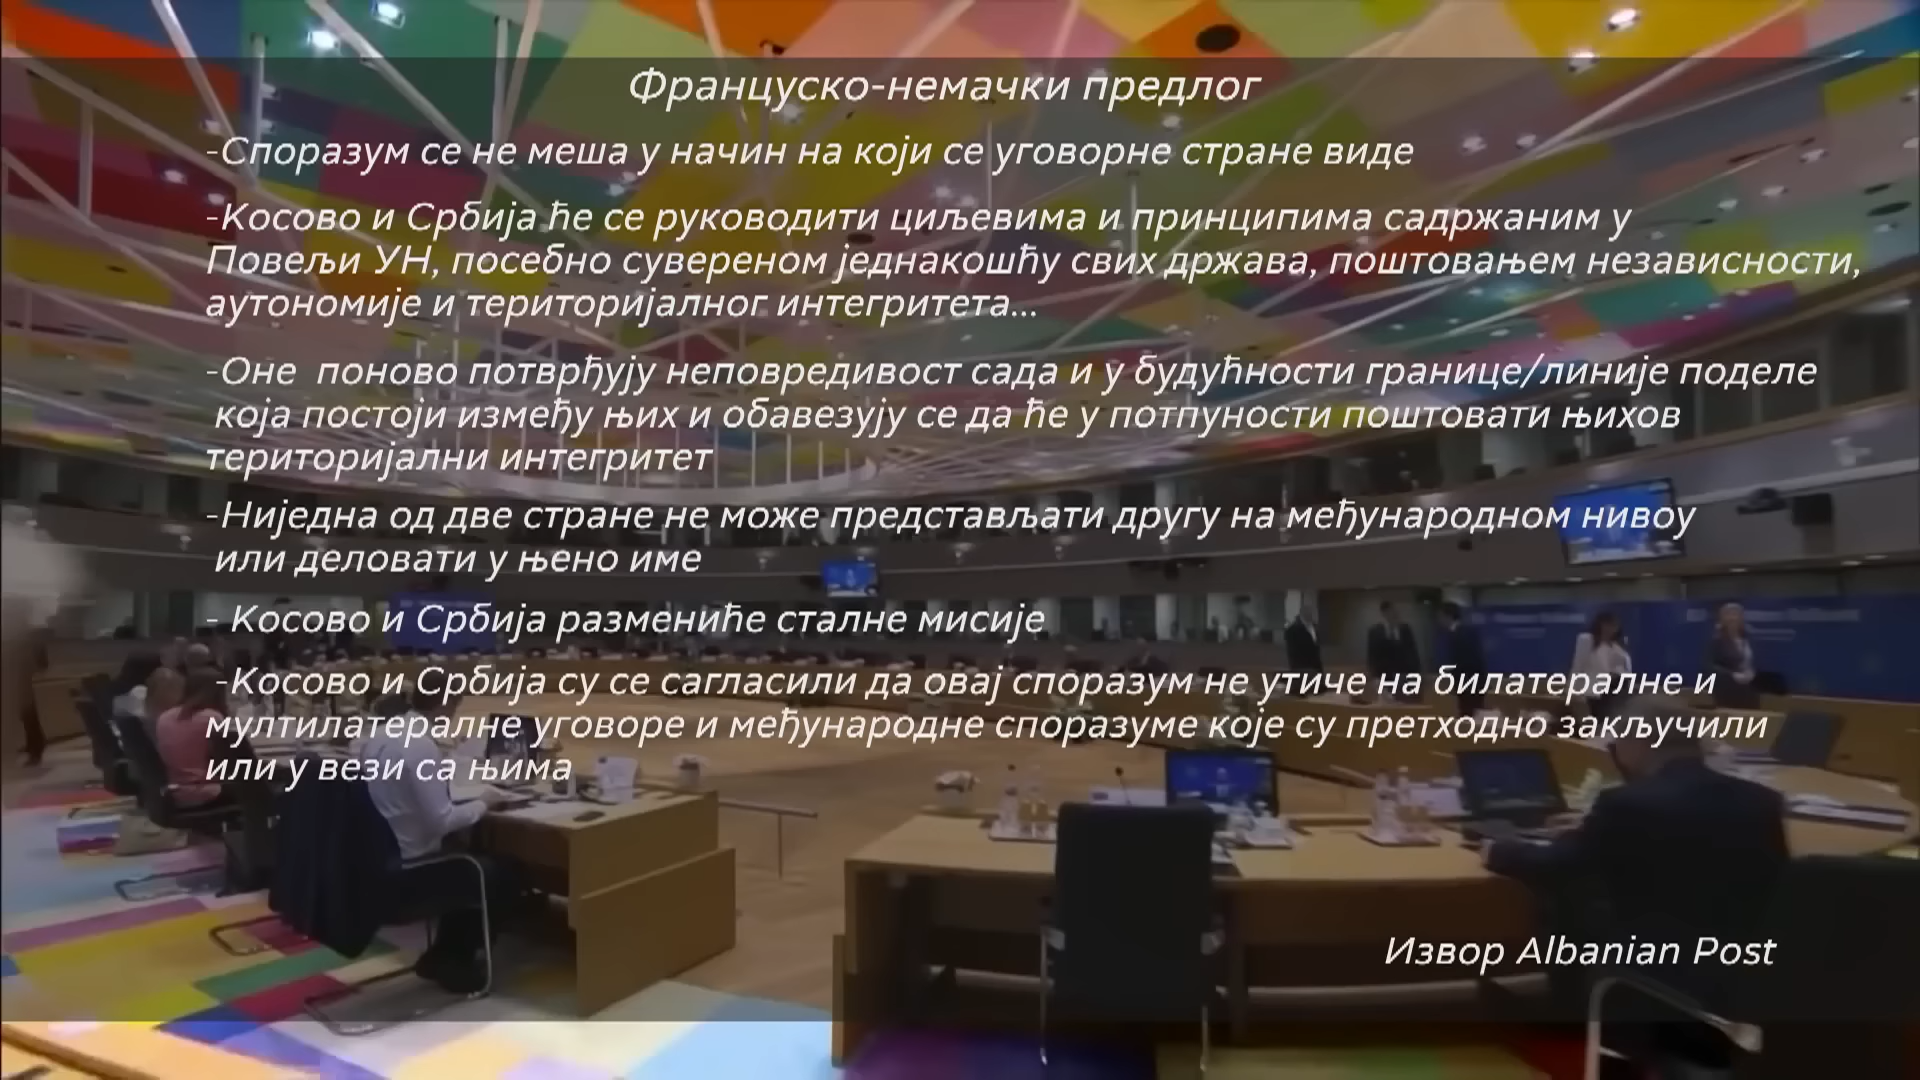 Француско-немачки предлог
-Споразум се не меша у начин на који се уговорне стране виде
-Косово и Србија ће се руководити циљевима и принципима садржаним у
Повељи УН, посебно сувереном једнакошћу свих држава, поштовањем независности,
аутономије и територијалног интегритета...
-Оне поново потврђују неповредивост сада и у будућности границе/линије поделе
која постоји између њих и обавезују се да ће у потпуности поштовати њихов
територијални интегритет
-Ниједна од две стране не може представљати другу на међународном нивоу
или деловати у њено име
- Косово и Србија размениће сталне мисије
-Косово и Србија су се сагласили да овај споразум не утиче на билатералне и
мултилатералне уговоре и међународне споразуме које су претходно закључили
или у вези са њима
Извор Albanian Post